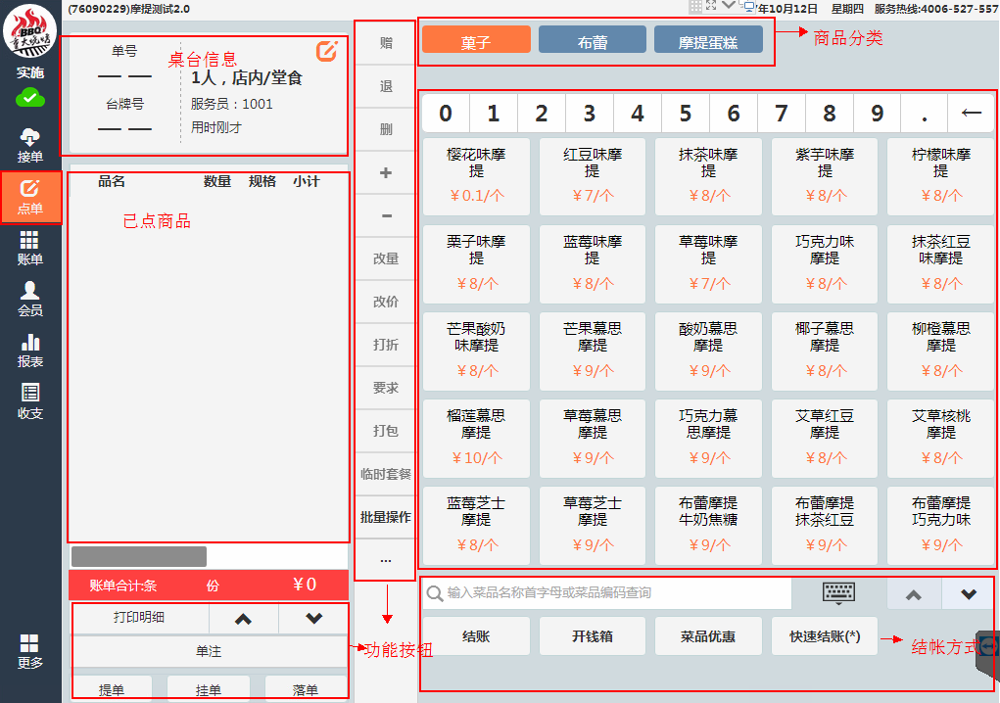 (76090229)摩提测试2.0
年10月12日 星期四 服务热线:4006-527-557
BBQ
重大烧烤
实施
接单
点单
账单
会员
报表
收支
更多
单号
台牌号
桌台信息
1人，店内/堂食
服务员：1001
用时刚才
品名 数量 规格 小计
已点商品
账单合计:条 份 ￥0
打印明细
单注
提单 挂单 落单
赠
退
删
+
－
改量
改价
打折
要求
打包
临时套餐
批量操作
...
功能按钮
菓子 布蕾 摩提蛋糕
商品分类
0 1 2 3 4 5 6 7 8 9 . ←
樱花味摩提 ￥0.1/个
红豆味摩提 ￥7/个
抹茶味摩提 ￥8/个
紫芋味摩提 ￥8/个
柠檬味摩提 ￥8/个
栗子味摩提 ￥8/个
蓝莓味摩提 ￥8/个
草莓味摩提 ￥7/个
巧克力味摩提 ￥8/个
抹茶红豆味摩提 ￥8/个
芒果酸奶味摩提 ￥8/个
芒果慕思摩提 ￥9/个
酸奶慕思摩提 ￥9/个
椰子慕思摩提 ￥8/个
柳橙慕思摩提 ￥8/个
榴莲慕思摩提 ￥10/个
草莓慕思摩提 ￥9/个
巧克力慕思摩提 ￥9/个
艾草红豆摩提 ￥8/个
艾草核桃摩提 ￥8/个
蓝莓芝士摩提 ￥8/个
草莓芝士摩提 ￥9/个
布蕾摩提牛奶焦糖 ￥9/个
布蕾摩提抹茶红豆 ￥9/个
布蕾摩提巧克力味 ￥9/个
输入菜品名称首字母或菜品编码查询
结账 开钱箱 菜品优惠 快速结账(*)
结帐方式